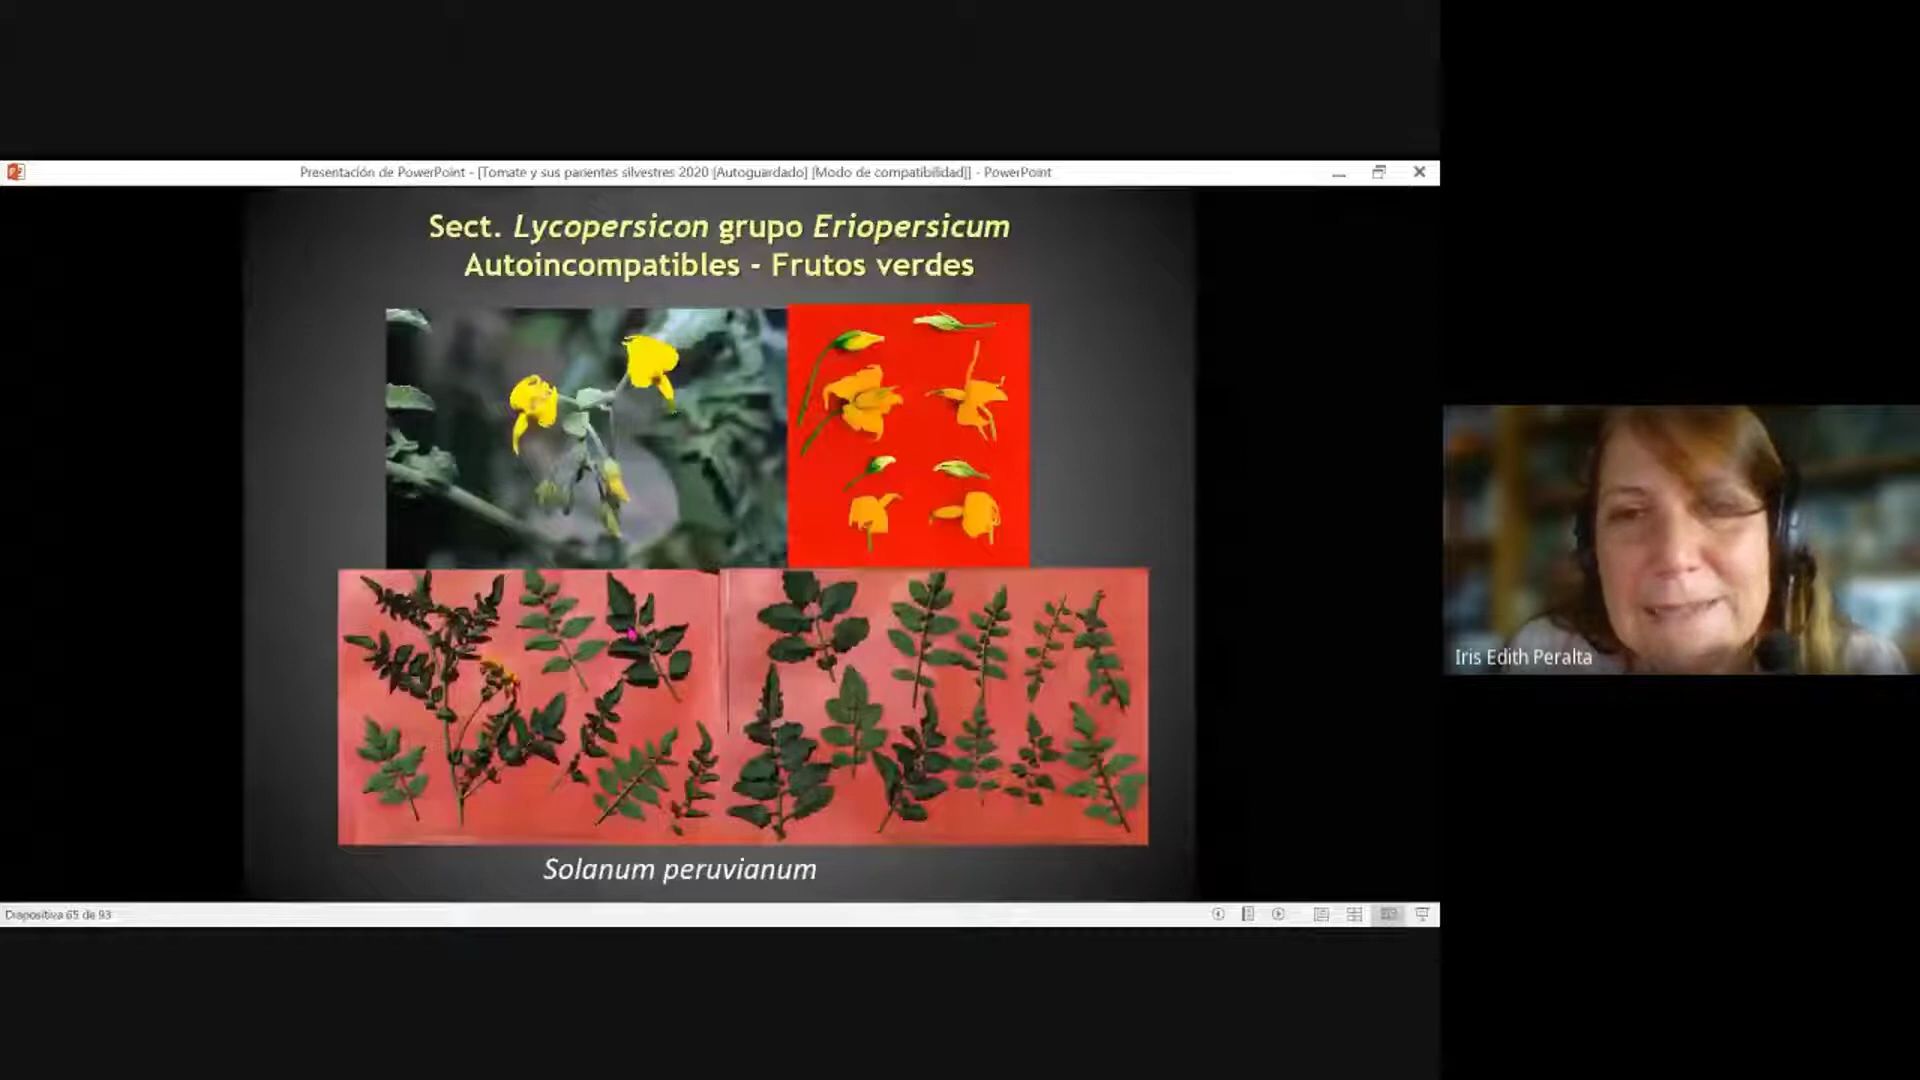 Presentación de PowerPoint - [Tomate y sus parientes silvestres 2020 [Autoguardado] [Modo de compatibilidad]] - PowerPoint
Sect. Lycopersicon grupo Eriopersicum
Autoincompatibles - Frutos verdes
Solanum peruvianum
Iris Edith Peralta
Diapositiva 65 de 93